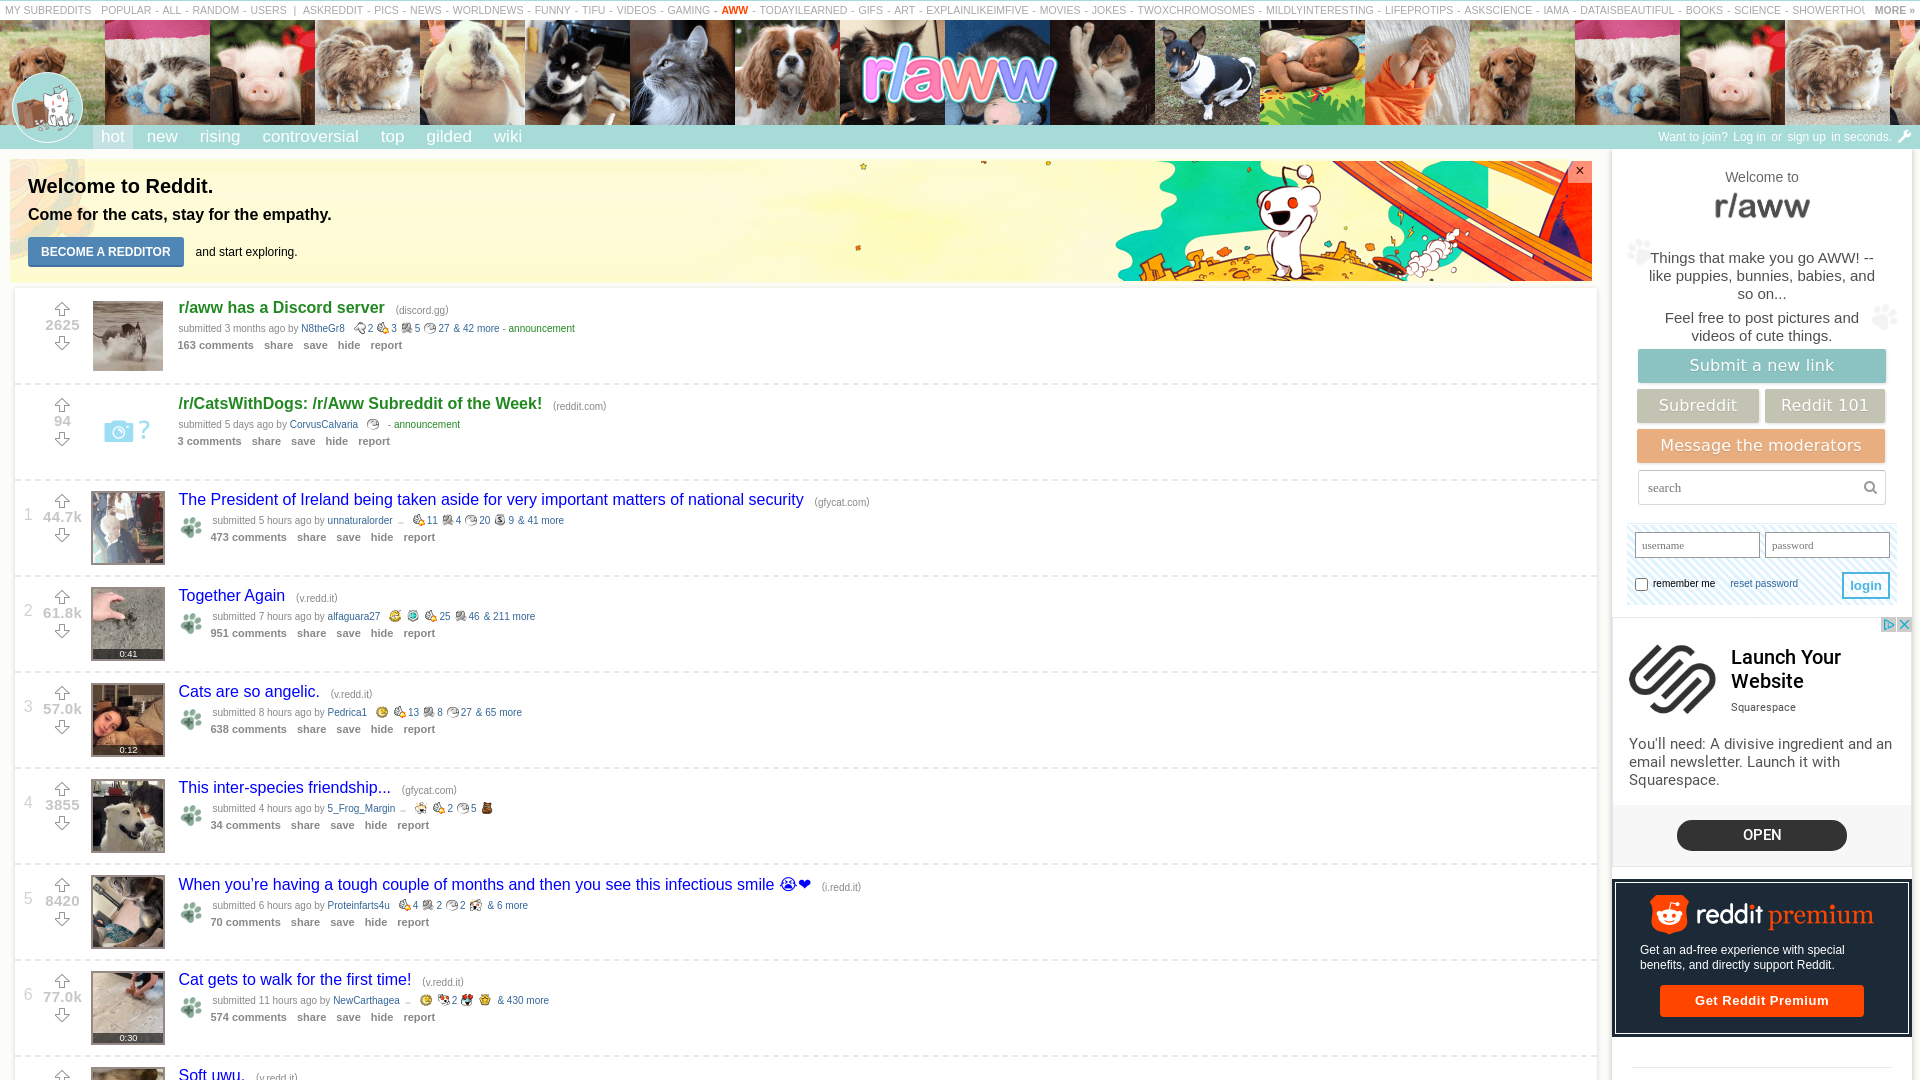 MY SUBREDDITS POPULAR - ALL - RANDOM - USERS | ASKREDDIT - PICS - NEWS - WORLDNEWS - FUNNY - TIFU - VIDEOS - GAMING - AWW - TODAYILEARNED - GIFS - ART - EXPLAINLIKEIMFIVE - MOVIES - JOKES - TWOXCHROMOSOMES - MILDLYINTERESTING - LIFEPROTIPS - ASKSCIENCE - IAMA - DATAISBEAUTIFUL - BOOKS - SCIENCE - SHOWERTHOU MORE »
r/aww
hot new rising controversial top gilded wiki
Want to join? Log in or sign up in seconds.
Welcome to Reddit.
Come for the cats, stay for the empathy.
BECOME A REDDITOR and start exploring.
×
r/aww has a Discord server (discord.gg)
2625
submitted 3 months ago by N8theGr8 2 3 5 27 & 42 more - announcement
163 comments share save hide report
/r/CatsWithDogs: /r/Aww Subreddit of the Week! (reddit.com)
94
submitted 5 days ago by CorvusCalvaria - announcement
?
3 comments share save hide report
The President of Ireland being taken aside for very important matters of national security (gfycat.com)
1 44.7k
submitted 5 hours ago by unnaturalorder ... 11 4 20 9 & 41 more
473 comments share save hide report
Together Again (v.redd.it)
2 61.8k
submitted 7 hours ago by alfaguara27 25 46 & 211 more
951 comments share save hide report
0:41
Cats are so angelic. (v.redd.it)
3 57.0k
submitted 8 hours ago by Pedrica1 13 8 27 & 65 more
638 comments share save hide report
0:12
This inter-species friendship... (gfycat.com)
4 3855
submitted 4 hours ago by 5_Frog_Margin ... 2 5
34 comments share save hide report
When you’re having a tough couple of months and then you see this infectious smile 😭❤ (i.redd.it)
5 8420
submitted 6 hours ago by Proteinfarts4u 4 2 2 & 6 more
70 comments share save hide report
Cat gets to walk for the first time! (v.redd.it)
6 77.0k
submitted 11 hours ago by NewCarthagea ... 2 & 430 more
574 comments share save hide report
0:30
Soft uwu. (v.redd.it)
Welcome to
r/aww
Things that make you go AWW! --
like puppies, bunnies, babies, and
so on...
Feel free to post pictures and
videos of cute things.
Submit a new link
Subreddit Reddit 101
Message the moderators
search
username password
remember me reset password login
Launch Your
Website
Squarespace
You'll need: A divisive ingredient and an
email newsletter. Launch it with
Squarespace.
OPEN
reddit premium
Get an ad-free experience with special
benefits, and directly support Reddit.
Get Reddit Premium